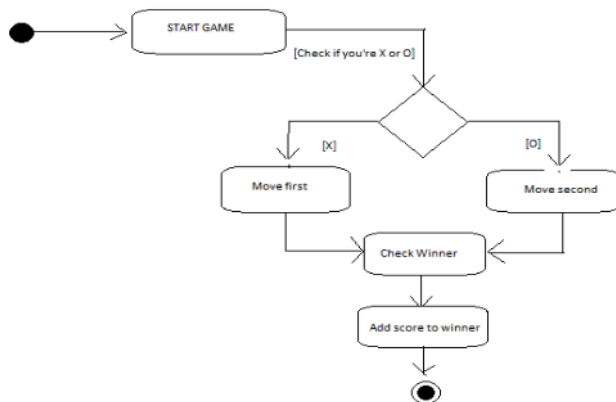 START GAME
[Check if you're X or O]
[X]
[O]
Move first
Move second
Check Winner
Add score to winner